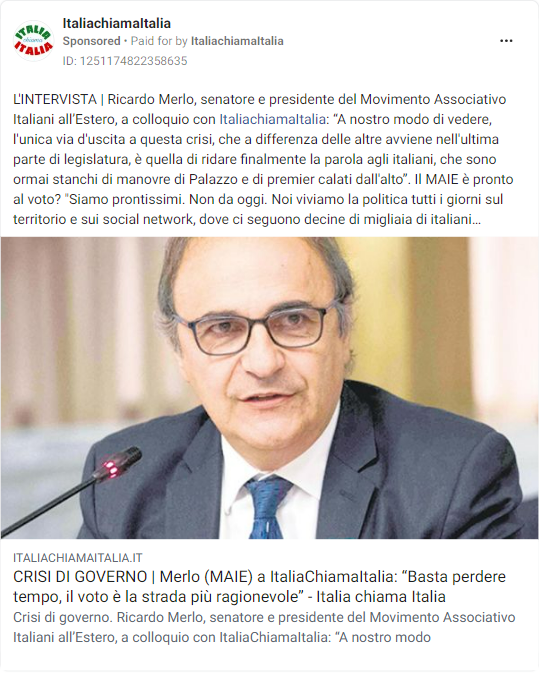 ITALIA
chiama
ITALIA
ItaliachiamaItalia
Sponsored • Paid for by ItaliachiamaItalia
ID: 1251174822358635
L'INTERVISTA | Ricardo Merlo, senatore e presidente del Movimento Associativo
Italiani all’Estero, a colloquio con ItaliachiamaItalia: “A nostro modo di vedere,
l'unica via d'uscita a questa crisi, che a differenza delle altre avviene nell'ultima
parte di legislatura, è quella di ridare finalmente la parola agli italiani, che sono
ormai stanchi di manovre di Palazzo e di premier calati dall'alto”. Il MAIE è pronto
al voto? "Siamo prontissimi. Non da oggi. Noi viviamo la politica tutti i giorni sul
territorio e sui social network, dove ci seguono decine di migliaia di italiani...
ITALIACHIAMAITALIA.IT
CRISI DI GOVERNO | Merlo (MAIE) a ItaliaChiamaItalia: “Basta perdere
tempo, il voto è la strada più ragionevole” - Italia chiama Italia
Crisi di governo. Ricardo Merlo, senatore e presidente del Movimento Associativo
Italiani all’Estero, a colloquio con ItaliaChiamaItalia: “A nostro modo